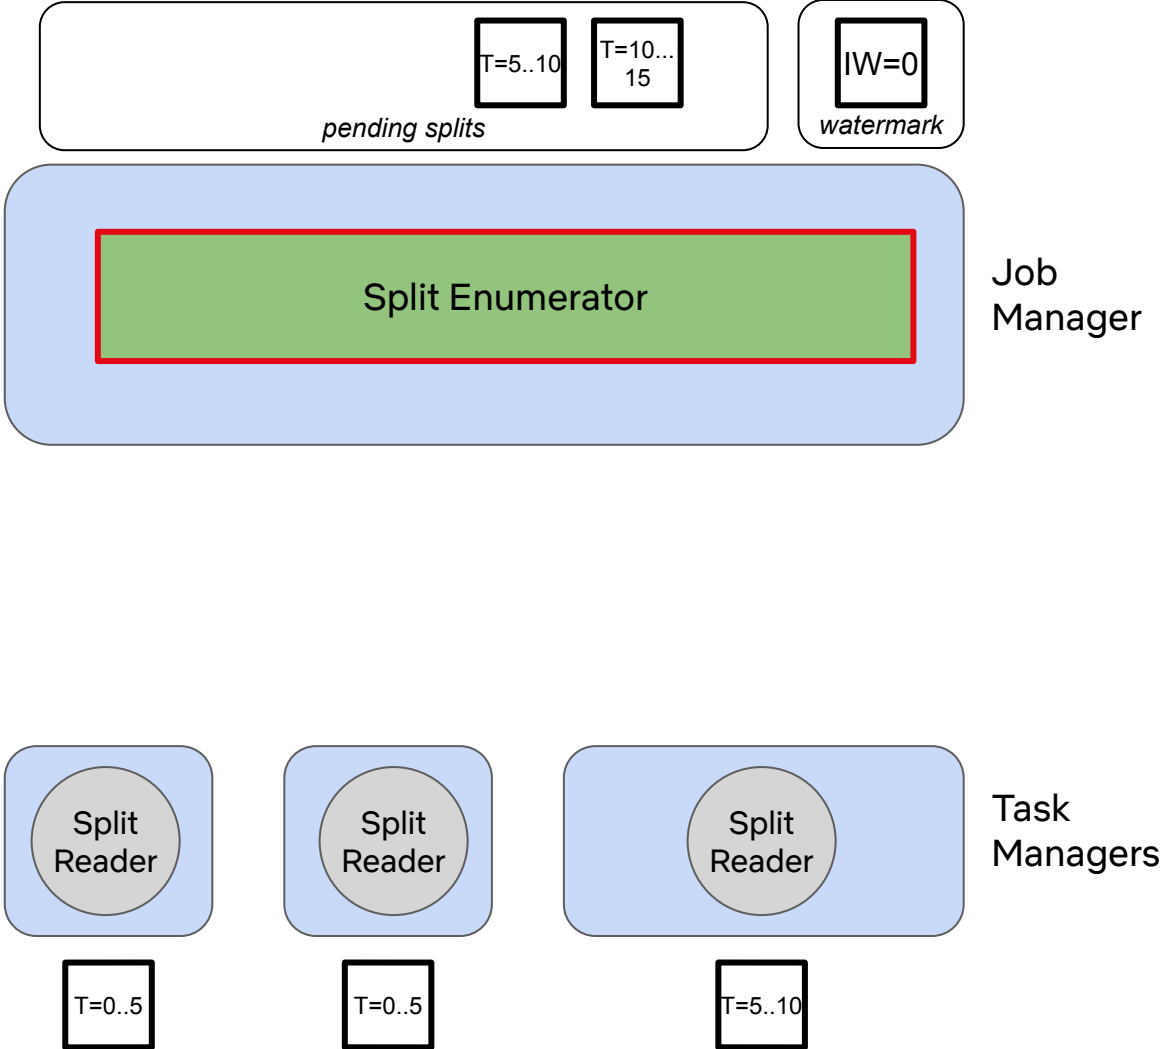 T=5..10
T=10...
15
IW=0
pending splits
watermark
Split Enumerator
Job
Manager
Split
Reader
Split
Reader
Split
Reader
Task
Managers
T=0..5
T=0..5
T=5..10